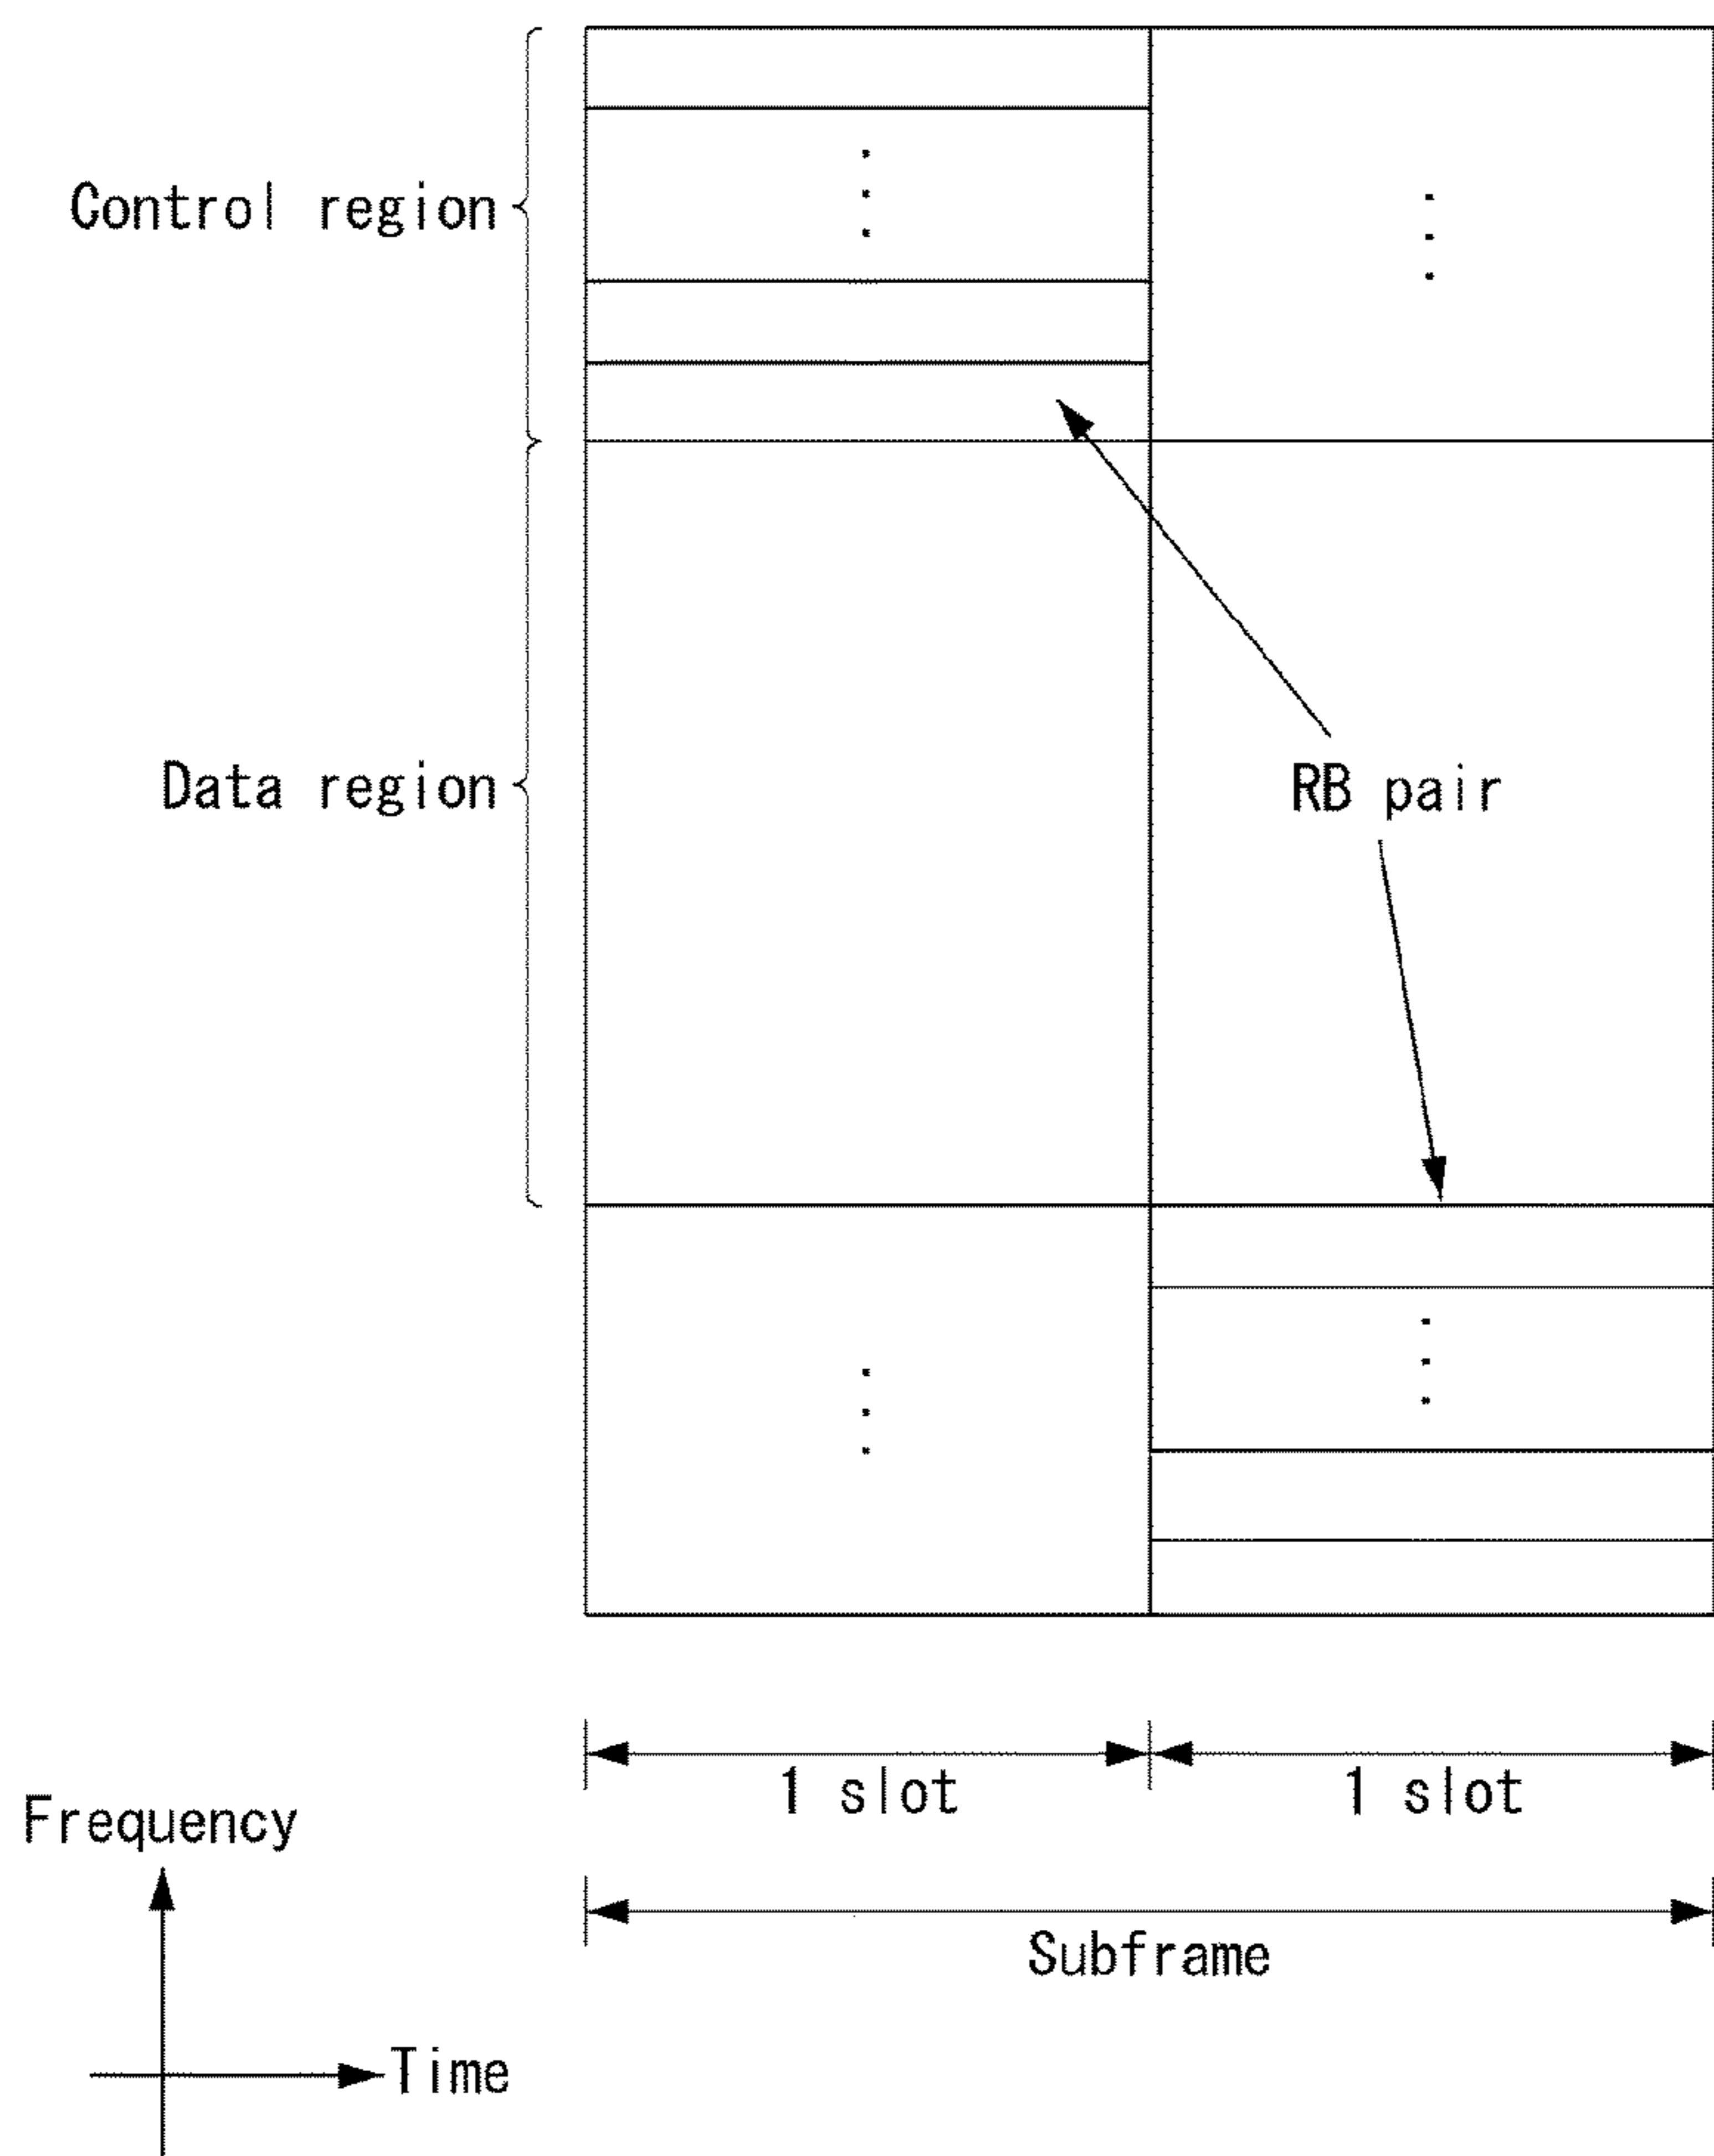 Control region
Data region
RB pair
1 slot
1 slot
Frequency
Subframe
Time